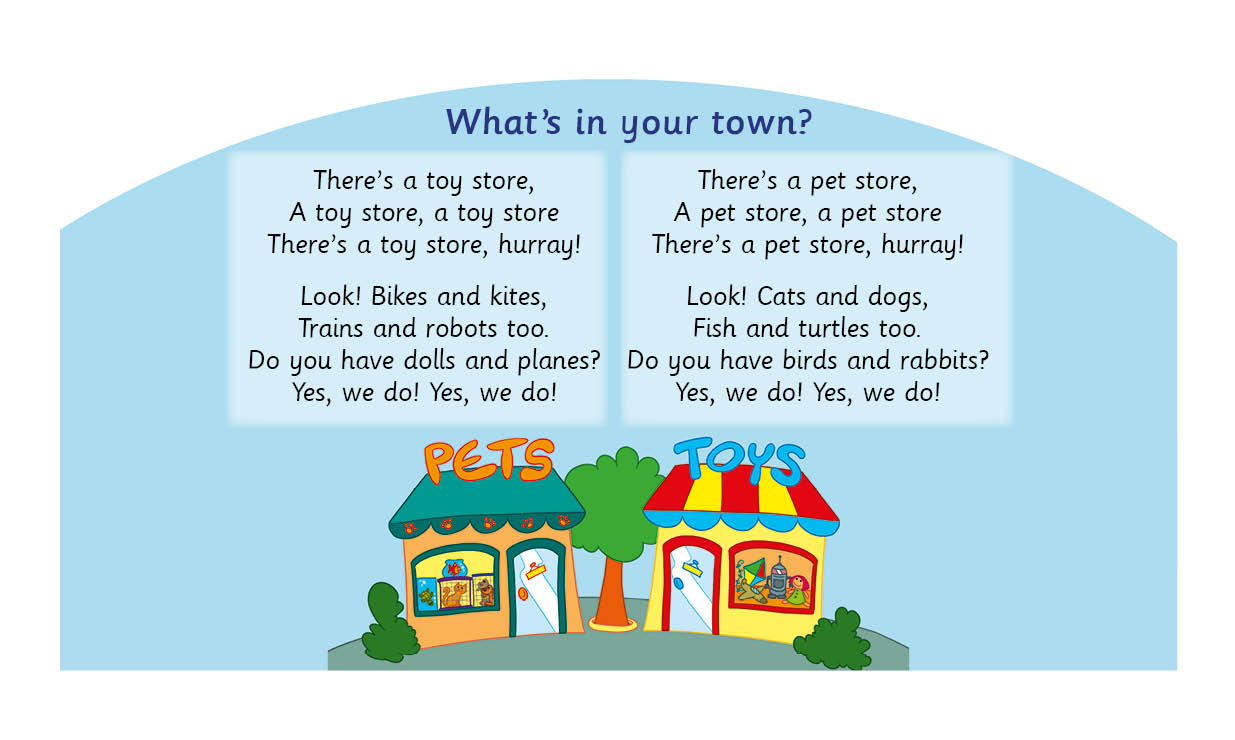 What's in your town?
There's a toy store,
A toy store, a toy store
There's a toy store, hurray!
Look! Bikes and kites,
Trains and robots too.
Do you have dolls and planes?
Yes, we do! Yes, we do!
There's a pet store,
A pet store, a pet store
There's a pet store, hurray!
Look! Cats and dogs,
Fish and turtles too.
Do you have birds and rabbits?
Yes, we do! Yes, we do!
PETS
TOYS